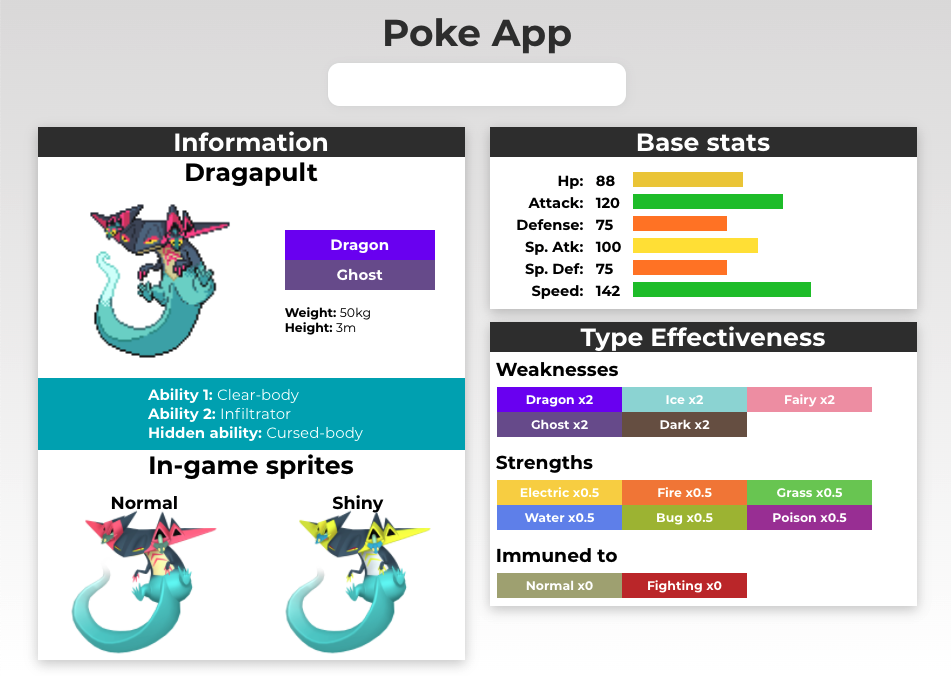 Poke App
Information
Dragapult
Dragon
Ghost
Weight: 50kg
Height: 3m
Ability 1: Clear-body
Ability 2: Infiltrator
Hidden ability: Cursed-body
In-game sprites
Normal Shiny
Base stats
Hp: 88
Attack: 120
Defense: 75
Sp. Atk: 100
Sp. Def: 75
Speed: 142
Type Effectiveness
Weaknesses
Dragon x2 Ice x2 Fairy x2
Ghost x2 Dark x2
Strengths
Electric x0.5 Fire x0.5 Grass x0.5
Water x0.5 Bug x0.5 Poison x0.5
Immuned to
Normal x0 Fighting x0